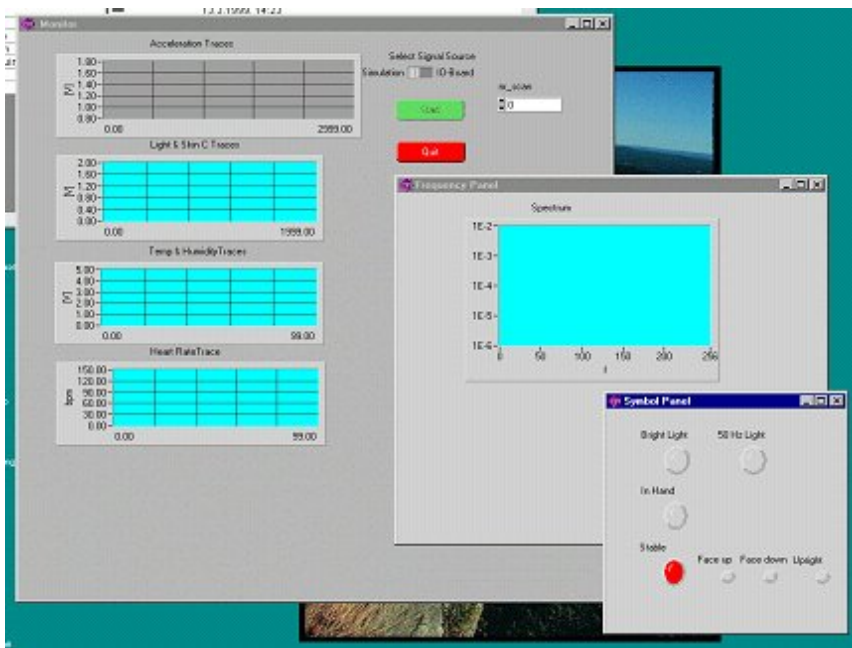 13.3.1999. 14:23
Monitor
Acceleration Traces
Select Signal Source
Simulation IO-Board
nr_scan
0
Start
Quit
[V]
1.80
1.60
1.40
1.20
1.00
0.80
0.00 2999.00
Light & Skin C Traces
[V]
2.00
1.60
1.20
0.80
0.40
0.00
0.00 1999.00
Temp & HumidityTraces
[V]
5.00
4.00
3.00
2.00
1.00
0.00
0.00 99.00
Heart RateTrace
bpm
150.00
120.00
90.00
60.00
30.00
0.00
0.00 99.00
Frequency Panel
Spectrum
1E-2
1E-3
1E-4
1E-5
1E-6
0 50 100 150 200 256
Symbol Panel
Bright Light 50 Hz Light
In Hand
Stable
Face up Face down Upright